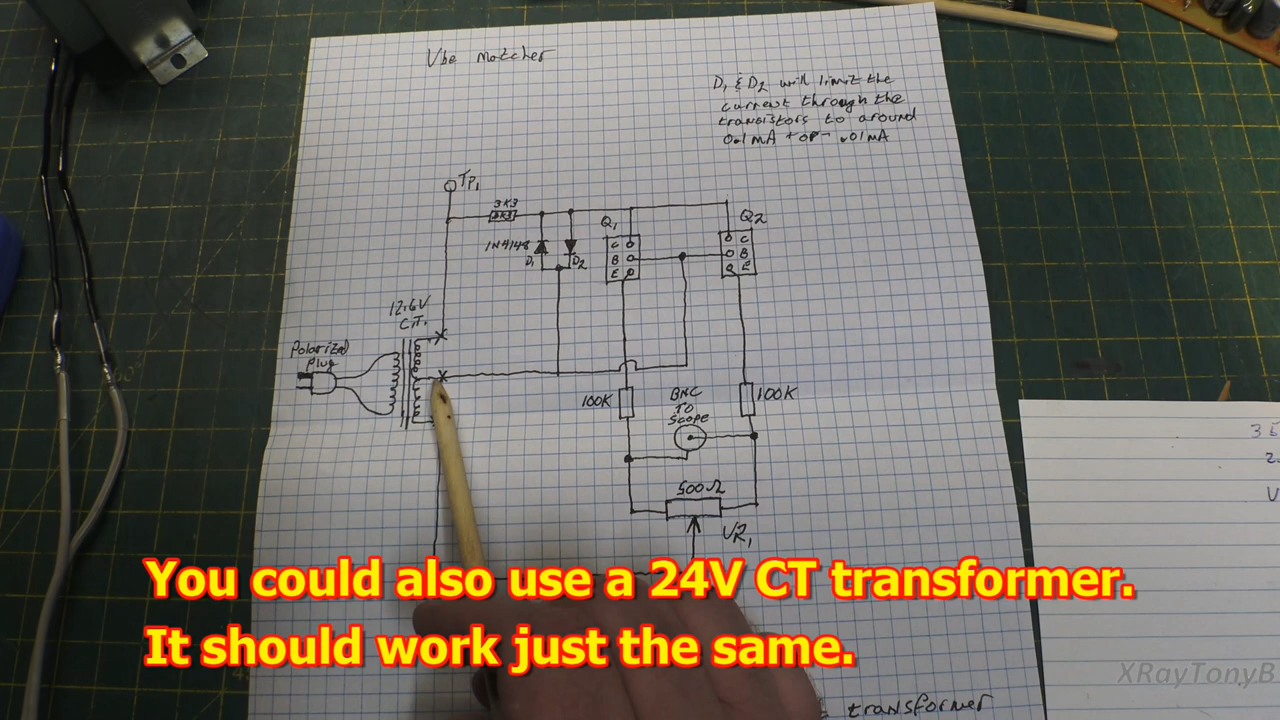 Vbe matcher
D1 & D2 will limit the
current through the
transistors to around
0.1mA + or - .01mA
TP1
3K3
3K3
Q1
Q2
1N4148
D1
D2
C
B
E
C
B
E
12.6V
C.T.
Polarized
plug
100K
BNC
TO
SCOPE
100K
500Ω
VR1
You could also use a 24V CT transformer.
It should work just the same.
transformer
XRayTonyB